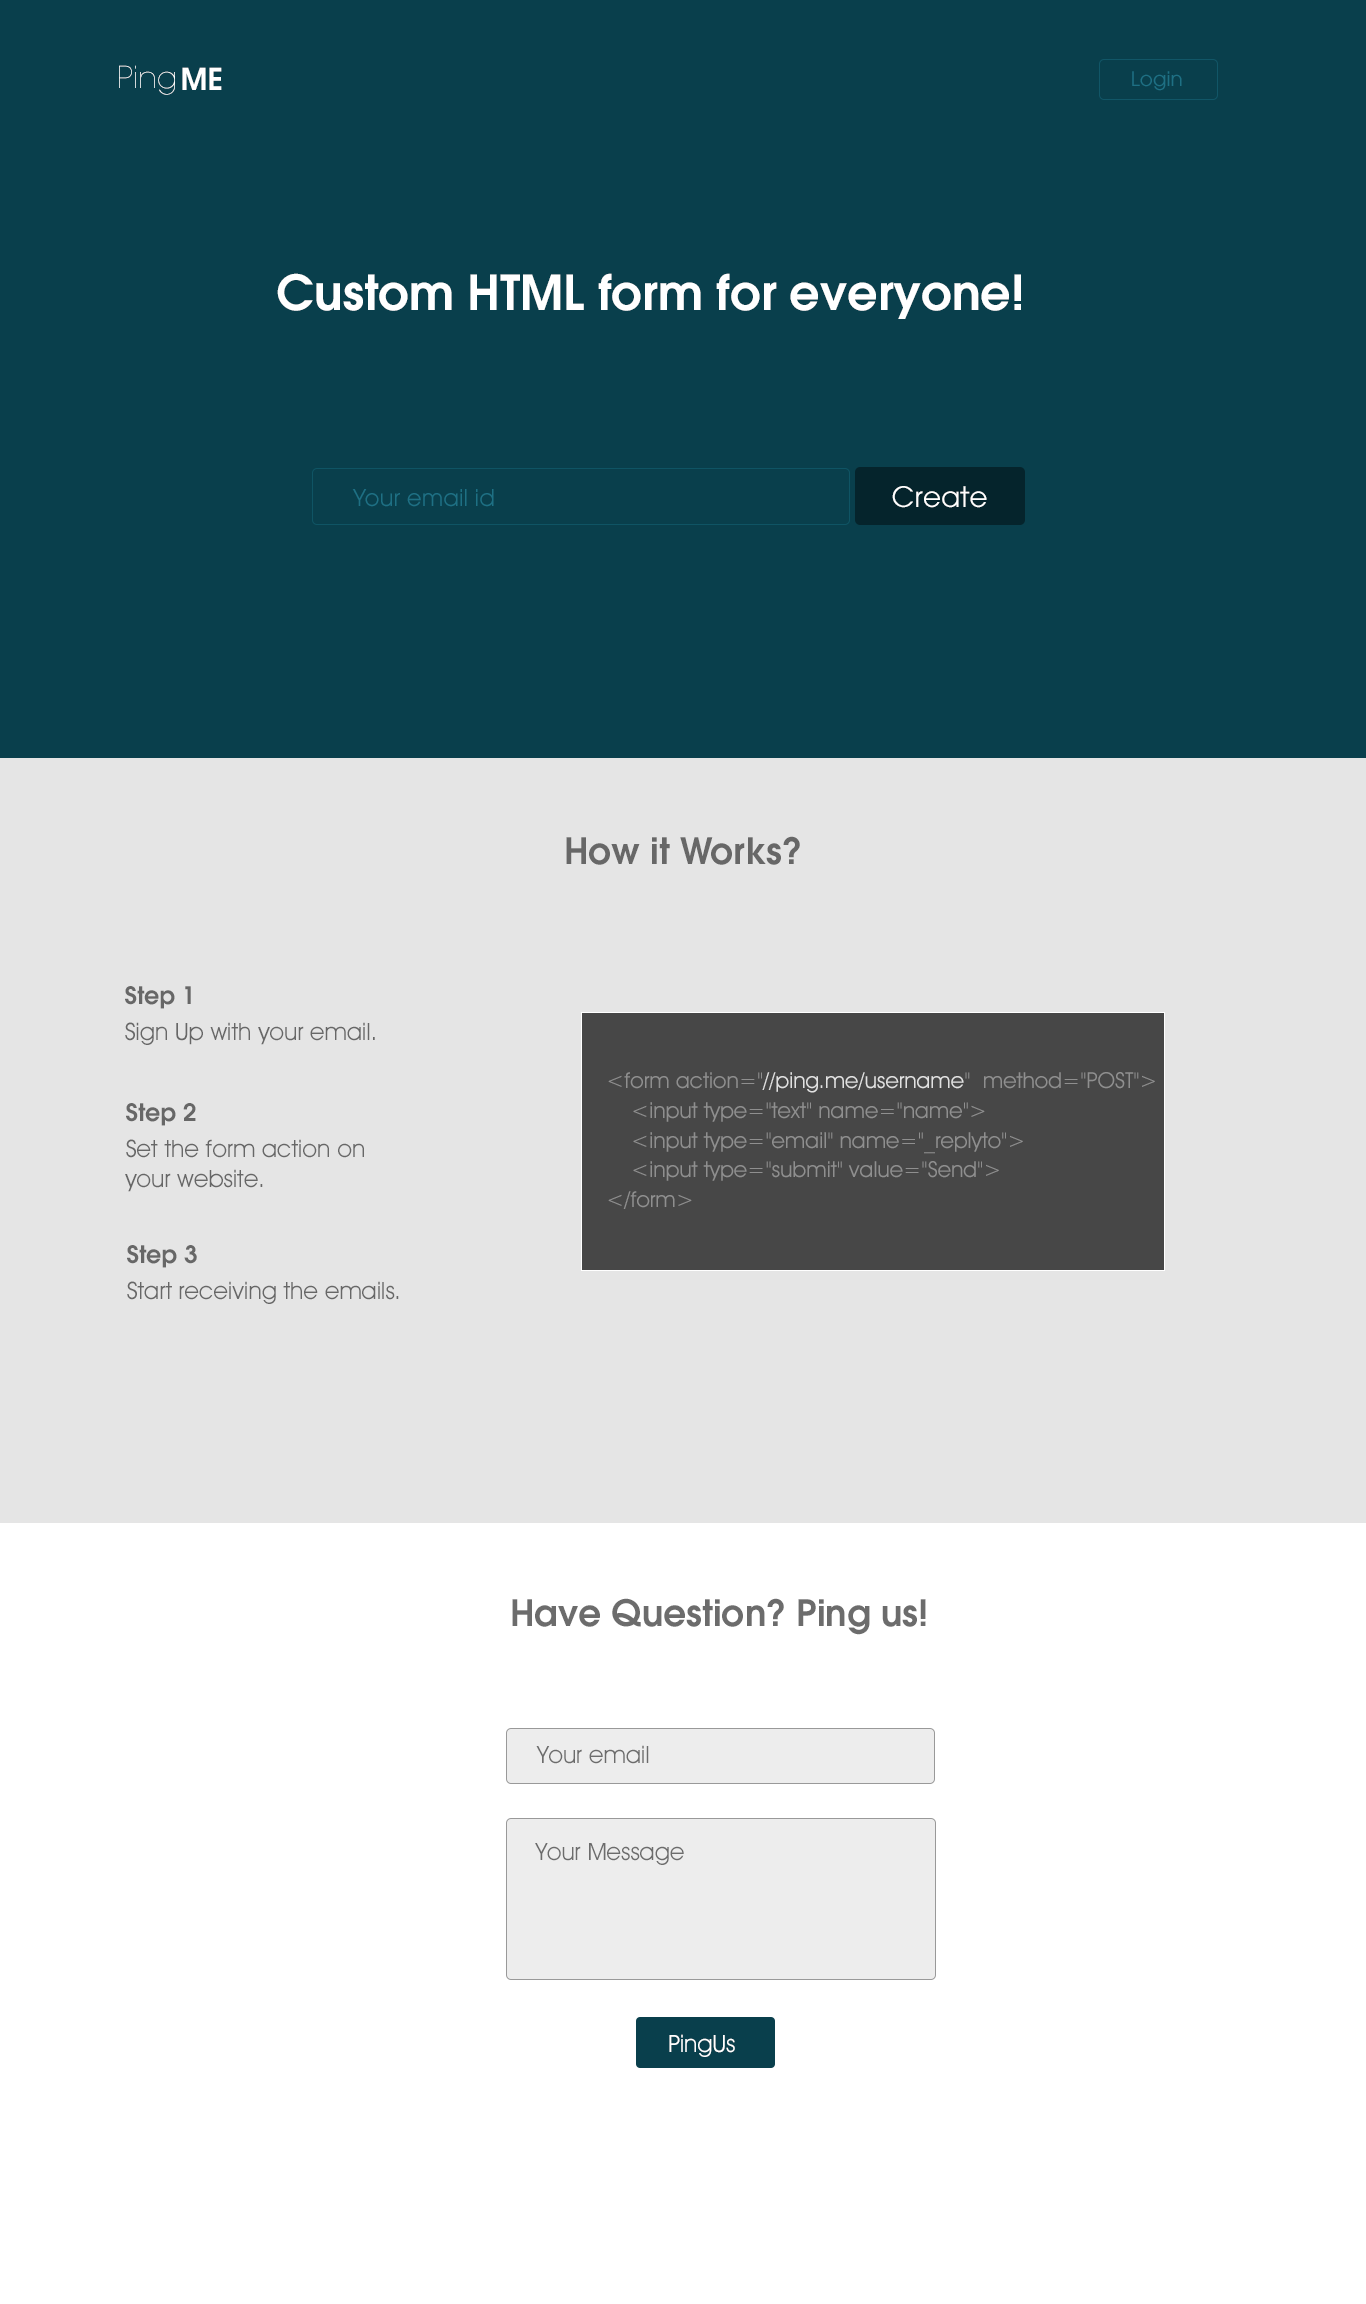 Ping ME
Login
Custom HTML form for everyone!
Your email id
Create
How it Works?
Step 1
Sign Up with your email.
Step 2
Set the form action on
your website.
Step 3
Start receiving the emails.
<form action="//ping.me/username"  method="POST">
<input type="text" name="name">
<input type="email" name="_replyto">
<input type="submit" value="Send">
</form>
Have Question? Ping us!
Your email
Your Message
PingUs